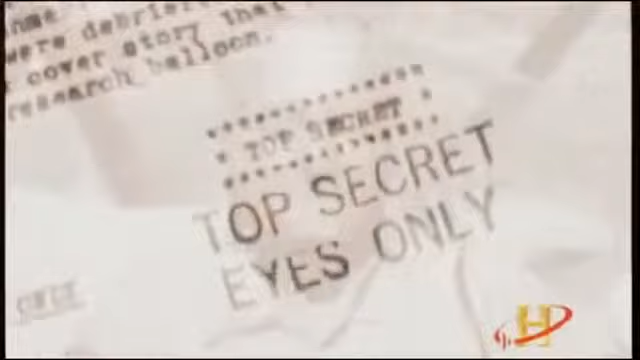 were debrief
cover story that
research balloon.
TOP SECRET
TOP SECRET
EYES ONLY
H